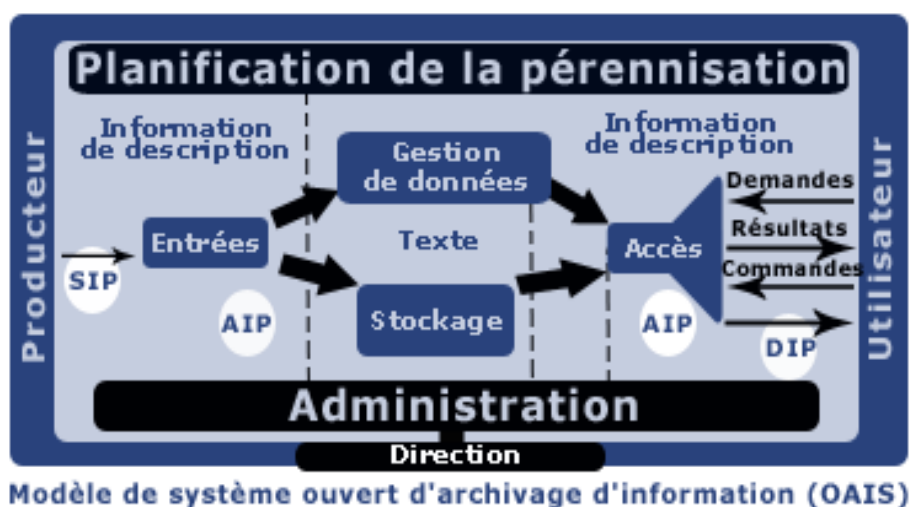 Planification de la pérennisation
Producteur
Information
de description
Gestion
de données
Information
de description
Demandes
Résultats
Commandes
Utilisateur
Entrées
Texte
Accès
SIP
AIP
Stockage
AIP
DIP
Administration
Direction
Modèle de système ouvert d'archivage d'information (OAIS)